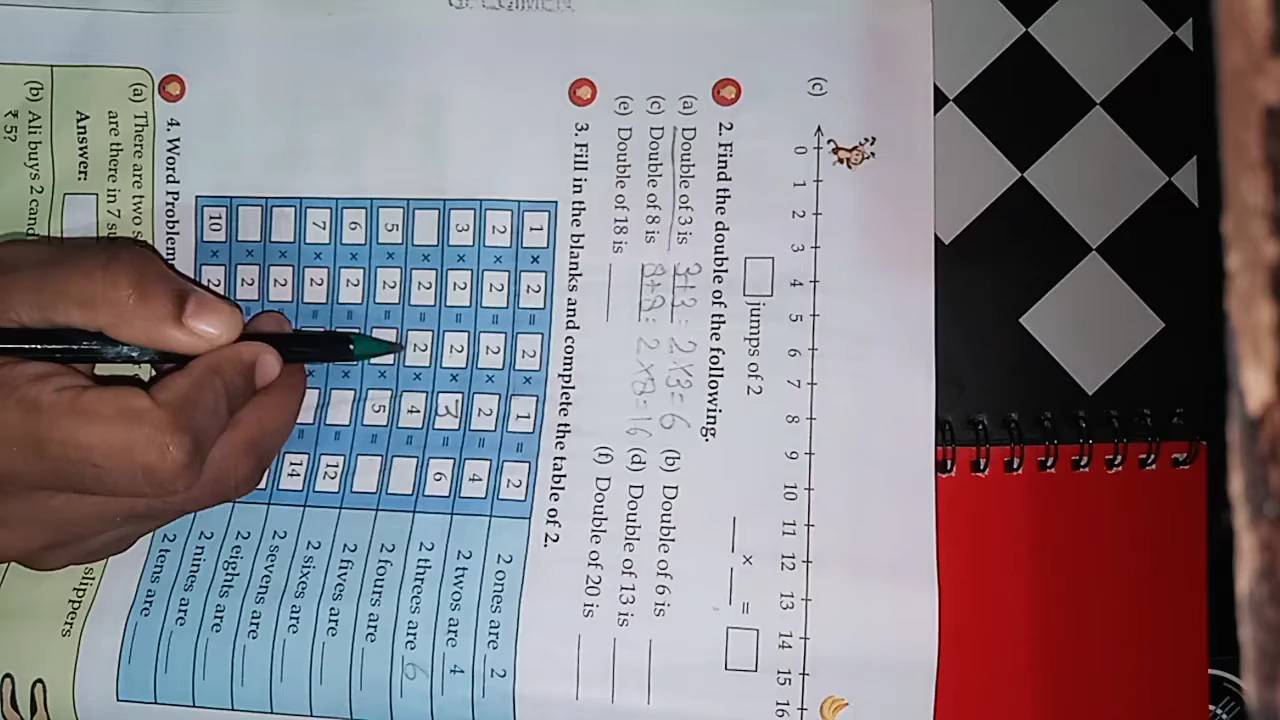 SPECIMEN
(c)
0 1 2 3 4 5 6 7 8 9 10 11 12 13 14 15 16
jumps of 2 __ × __ =
2. Find the double of the following.
(a) Double of 3 is 3+3 = 2×3=6 (b) Double of 6 is
(c) Double of 8 is 8+8 = 2×8=16 (d) Double of 13 is
(e) Double of 18 is (f) Double of 20 is
3. Fill in the blanks and complete the table of 2.
1 × 2 = 2 × 1 = 2 2 ones are 2
2 × 2 = 2 × 2 = 4 2 twos are 4
3 × 2 = 2 × 3 = 6 2 threes are 6
× 2 = 2 × 4 = 2 fours are
5 × 2 = × 5 = 2 fives are
6 × 2 = × = 12 2 sixes are
7 × 2 = × = 14 2 sevens are
× 2 2 eights are
× 2 = 2 nines are
10 × 2 2 tens are
4. Word Problem
(a) There are two s
are there in 7 slippers
Answer:
(b) Ali buys 2 cand
₹ 5?